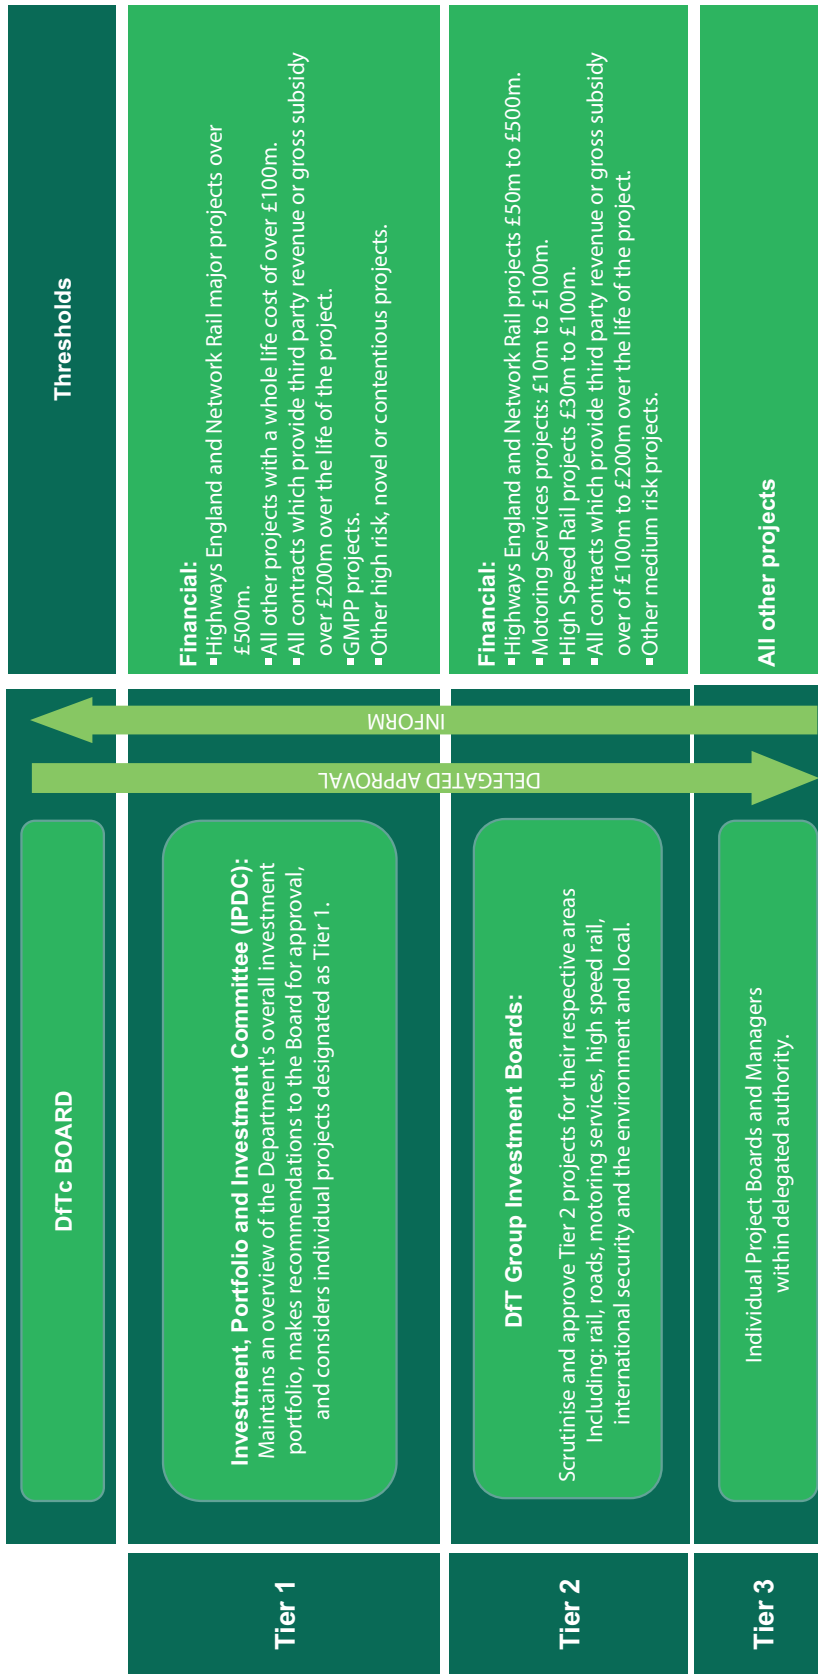 DfTc BOARD
Thresholds
DELEGATED APPROVAL
INFORM
Tier 1
Investment, Portfolio and Investment Committee (IPDC):
Maintains an overview of the Department's overall investment
portfolio, makes recommendations to the Board for approval,
and considers individual projects designated as Tier 1.
Financial:
▪Highways England and Network Rail major projects over
£500m.
▪All other projects with a whole life cost of over £100m.
▪All contracts which provide third party revenue or gross subsidy
over £200m over the life of the project.
▪GMPP projects.
▪Other high risk, novel or contentious projects.
Tier 2
DfT Group Investment Boards:
Scrutinise and approve Tier 2 projects for their respective areas
Including: rail, roads, motoring services, high speed rail,
international security and the environment and local.
Financial:
▪Highways England and Network Rail projects £50m to £500m.
▪Motoring Services projects: £10m to £100m.
▪High Speed Rail projects £30m to £100m.
▪All contracts which provide third party revenue or gross subsidy
over of £100m to £200m over the life of the project.
▪Other medium risk projects.
Tier 3
Individual Project Boards and Managers
within delegated authority.
All other projects